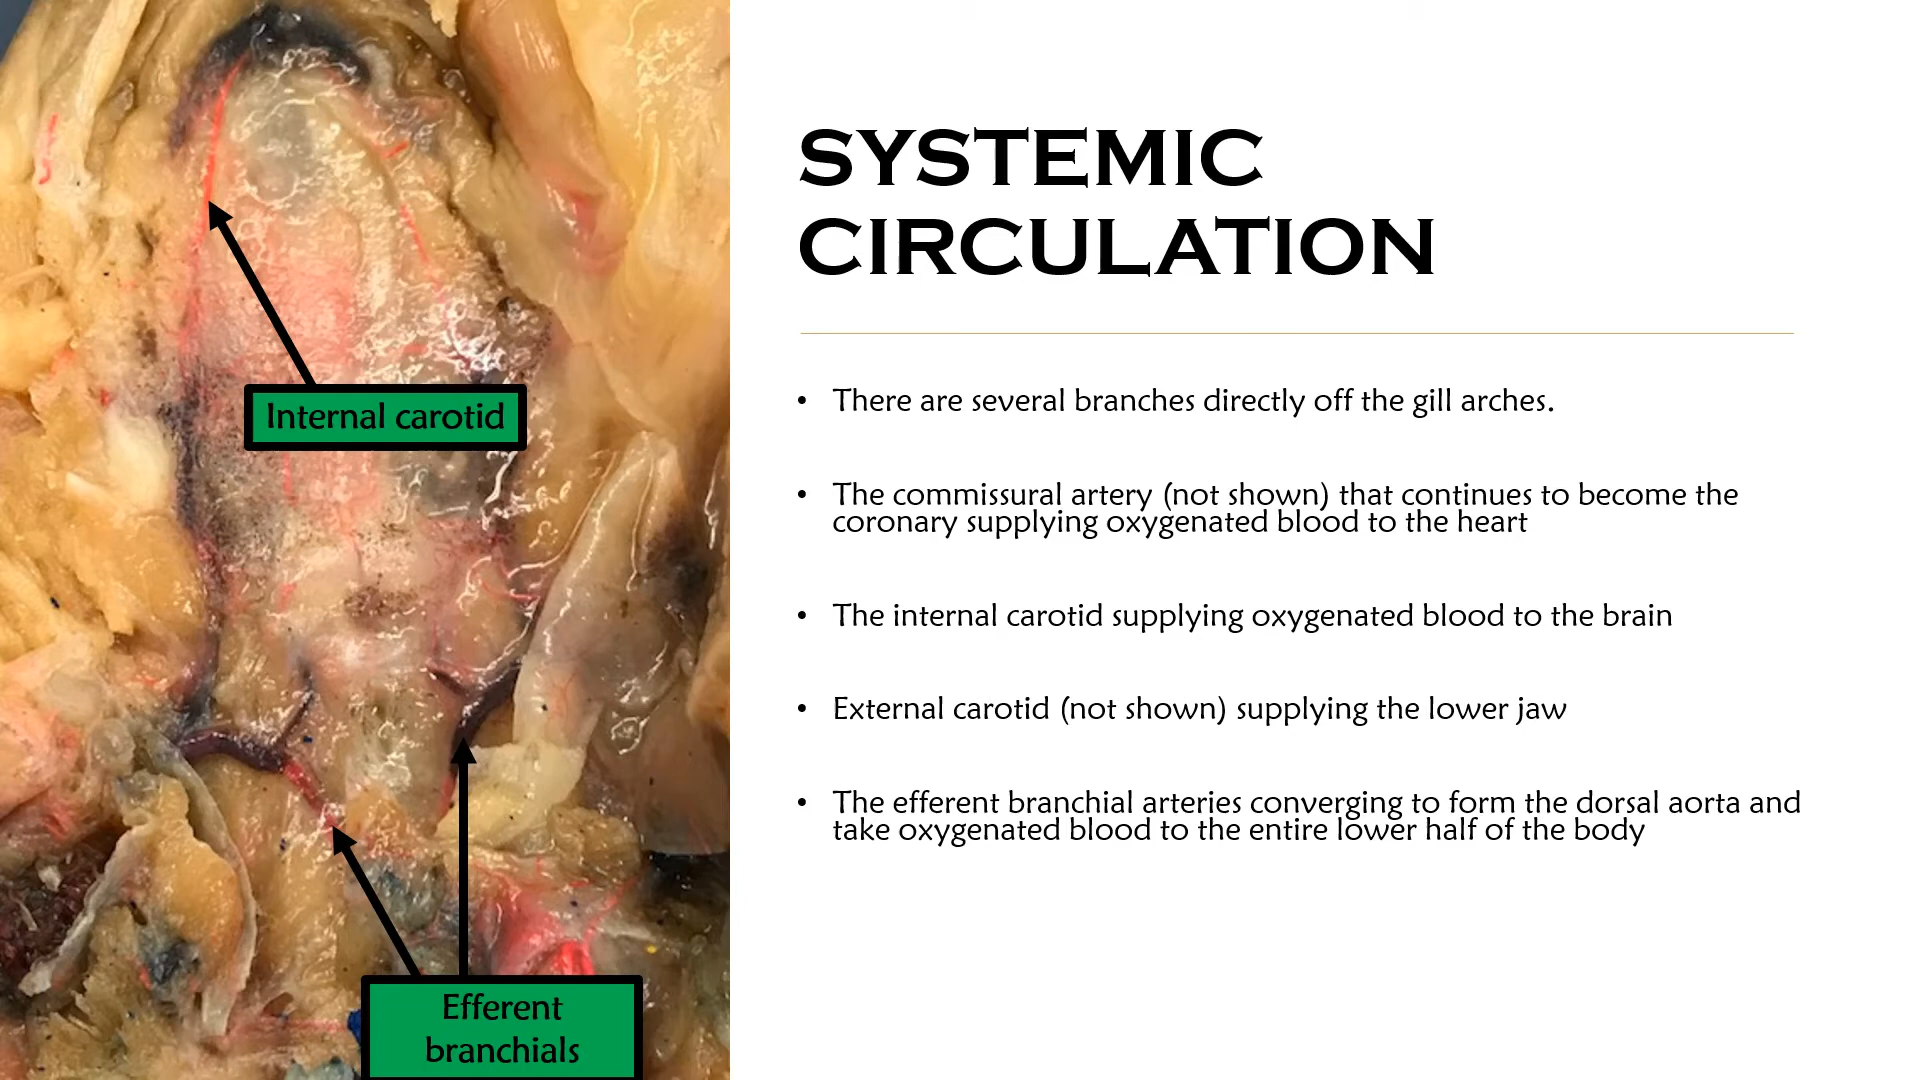 SYSTEMIC
CIRCULATION
• There are several branches directly off the gill arches.
• The commissural artery (not shown) that continues to become the
coronary supplying oxygenated blood to the heart
• The internal carotid supplying oxygenated blood to the brain
• External carotid (not shown) supplying the lower jaw
• The efferent branchial arteries converging to form the dorsal aorta and
take oxygenated blood to the entire lower half of the body
Internal carotid
Efferent
branchials